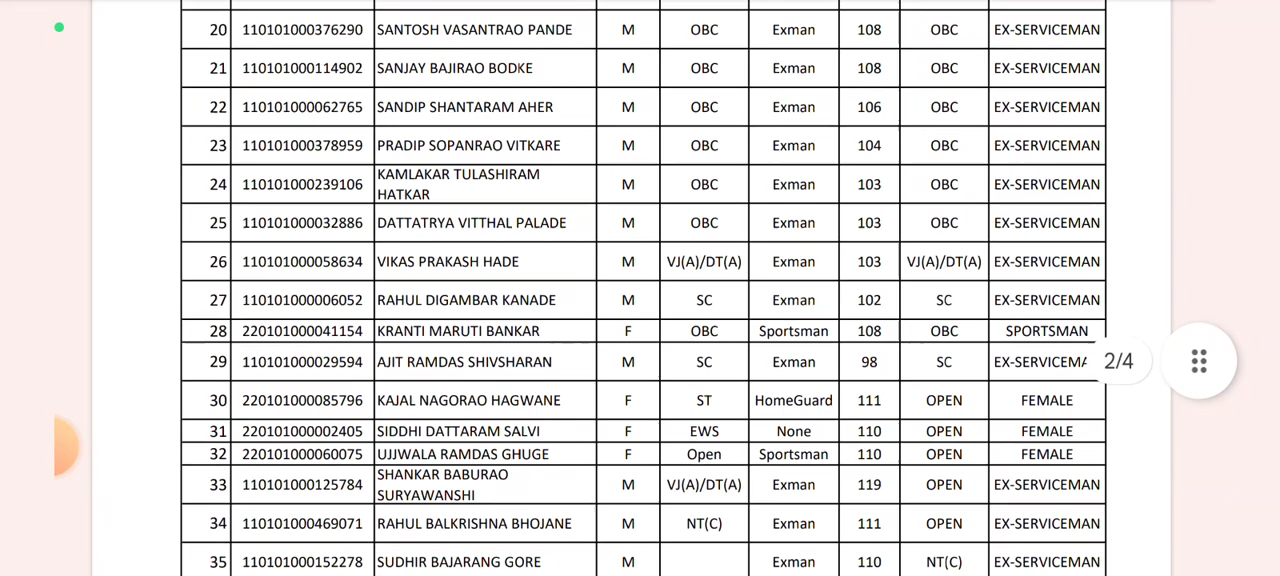 20 110101000376290 SANTOSH VASANTRAO PANDE M OBC Exman 108 OBC EX-SERVICEMAN
21 110101000114902 SANJAY BAJIRAO BODKE M OBC Exman 108 OBC EX-SERVICEMAN
22 110101000062765 SANDIP SHANTARAM AHER M OBC Exman 106 OBC EX-SERVICEMAN
23 110101000378959 PRADIP SOPANRAO VITKARE M OBC Exman 104 OBC EX-SERVICEMAN
24 110101000239106 KAMLAKAR TULASHIRAM
HATKAR M OBC Exman 103 OBC EX-SERVICEMAN
25 110101000032886 DATTATRYA VITTHAL PALADE M OBC Exman 103 OBC EX-SERVICEMAN
26 110101000058634 VIKAS PRAKASH HADE M VJ(A)/DT(A) Exman 103 VJ(A)/DT(A) EX-SERVICEMAN
27 110101000006052 RAHUL DIGAMBAR KANADE M SC Exman 102 SC EX-SERVICEMAN
28 220101000041154 KRANTI MARUTI BANKAR F OBC Sportsman 108 OBC SPORTSMAN
29 110101000029594 AJIT RAMDAS SHIVSHARAN M SC Exman 98 SC EX-SERVICEMA 2/4
30 220101000085796 KAJAL NAGORAO HAGWANE F ST HomeGuard 111 OPEN FEMALE
31 220101000002405 SIDDHI DATTARAM SALVI F EWS None 110 OPEN FEMALE
32 220101000060075 UJJWALA RAMDAS GHUGE F Open Sportsman 110 OPEN FEMALE
33 110101000125784 SHANKAR BABURAO
SURYAWANSHI M VJ(A)/DT(A) Exman 119 OPEN EX-SERVICEMAN
34 110101000469071 RAHUL BALKRISHNA BHOJANE M NT(C) Exman 111 OPEN EX-SERVICEMAN
35 110101000152278 SUDHIR BAJARANG GORE M Exman 110 NT(C) EX-SERVICEMAN